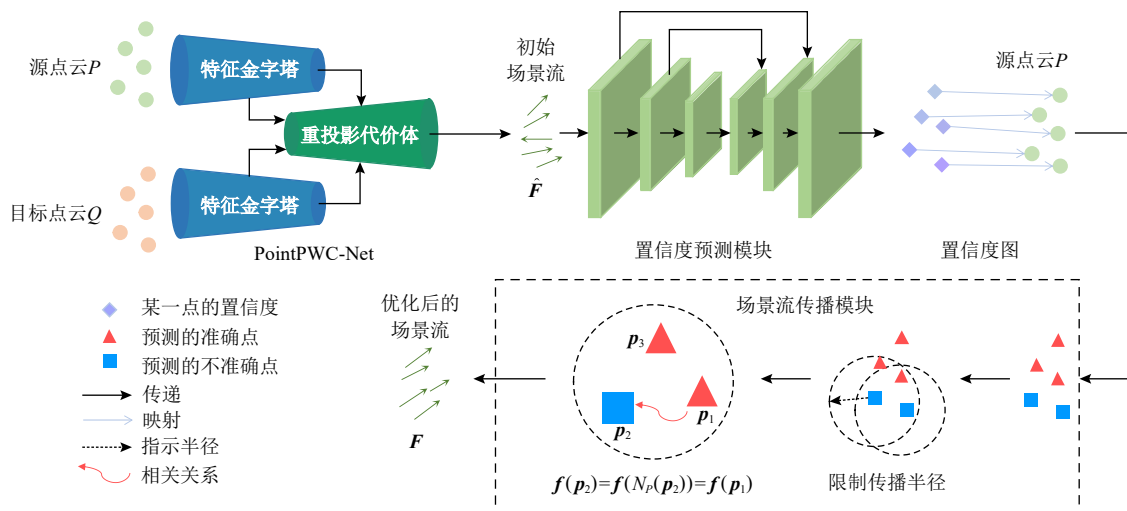 源点云P
特征金字塔
重投影代价体
特征金字塔
目标点云Q
PointPWC-Net
初始
场景流
F̂
置信度预测模块
源点云P
置信度图
某一点的置信度
预测的准确点
预测的不准确点
传递
映射
指示半径
相关关系
优化后的
场景流
F
场景流传播模块
p₃
p₁
p₂
f(p₂)=f(N_P(p₂))=f(p₁)
限制传播半径